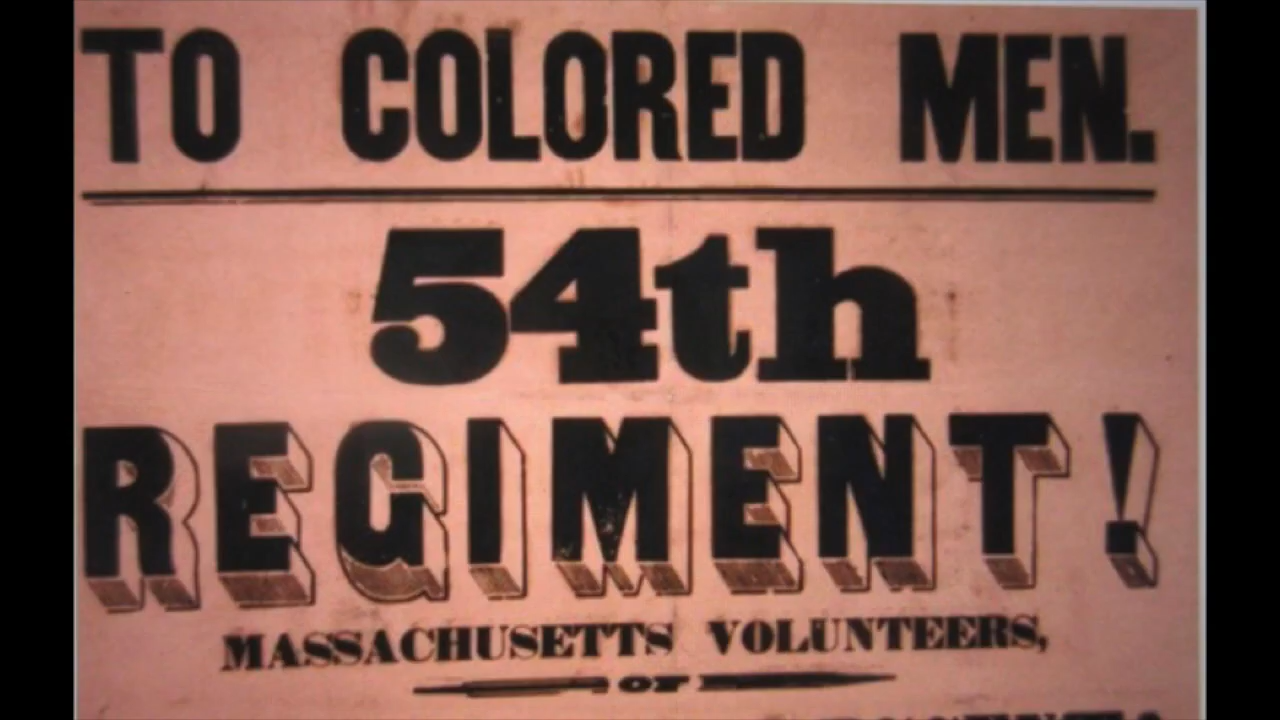 TO COLORED MEN.
54th
REGIMENT!
MASSACHUSETTS VOLUNTEERS,
OF